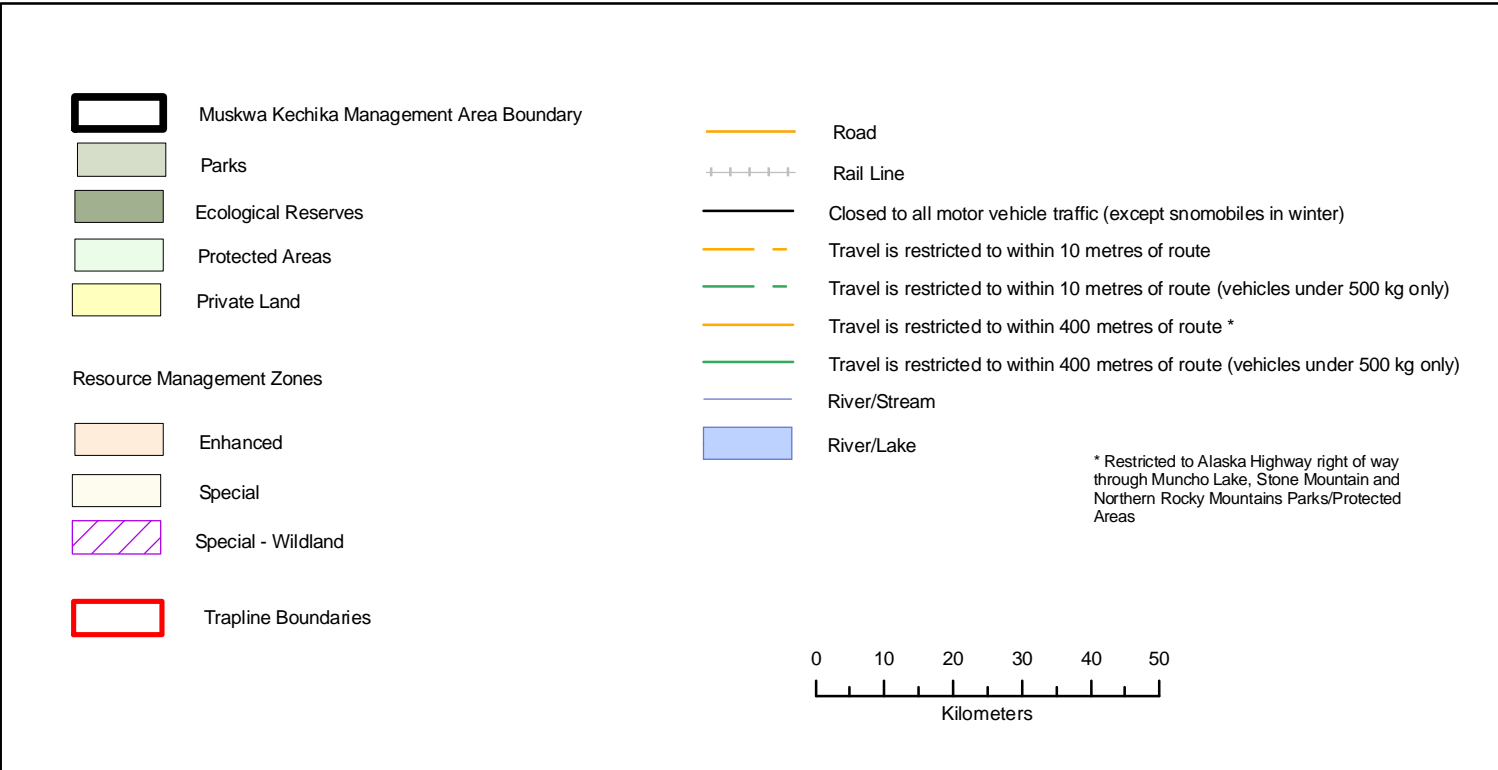 Muskwa Kechika Management Area Boundary
Parks
Ecological Reserves
Protected Areas
Private Land
Resource Management Zones
Enhanced
Special
Special - Wildland
Trapline Boundaries
Road
Rail Line
Closed to all motor vehicle traffic (except snomobiles in winter)
Travel is restricted to within 10 metres of route
Travel is restricted to within 10 metres of route (vehicles under 500 kg only)
Travel is restricted to within 400 metres of route *
Travel is restricted to within 400 metres of route (vehicles under 500 kg only)
River/Stream
River/Lake
* Restricted to Alaska Highway right of way
through Muncho Lake, Stone Mountain and
Northern Rocky Mountains Parks/Protected
Areas
0 10 20 30 40 50
Kilometers